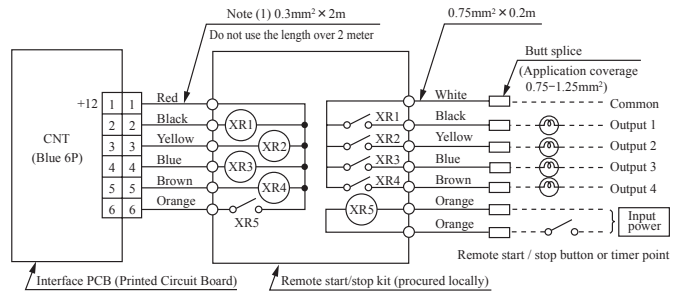 Note (1) 0.3mm² × 2m
Do not use the length over 2 meter
0.75mm² × 0.2m
Butt splice
(Application coverage
0.75−1.25mm²)
CNT
(Blue 6P)
+12
1 1
2 2
3 3
4 4
5 5
6 6
Red
Black
Yellow
Blue
Brown
Orange
XR1
XR2
XR3
XR4
XR5
XR1
XR2
XR3
XR4
XR5
White
Black
Yellow
Blue
Brown
Orange
Orange
Common
Output 1
Output 2
Output 3
Output 4
Input
power
Remote start / stop button or timer point
Interface PCB (Printed Circuit Board)
Remote start/stop kit (procured locally)